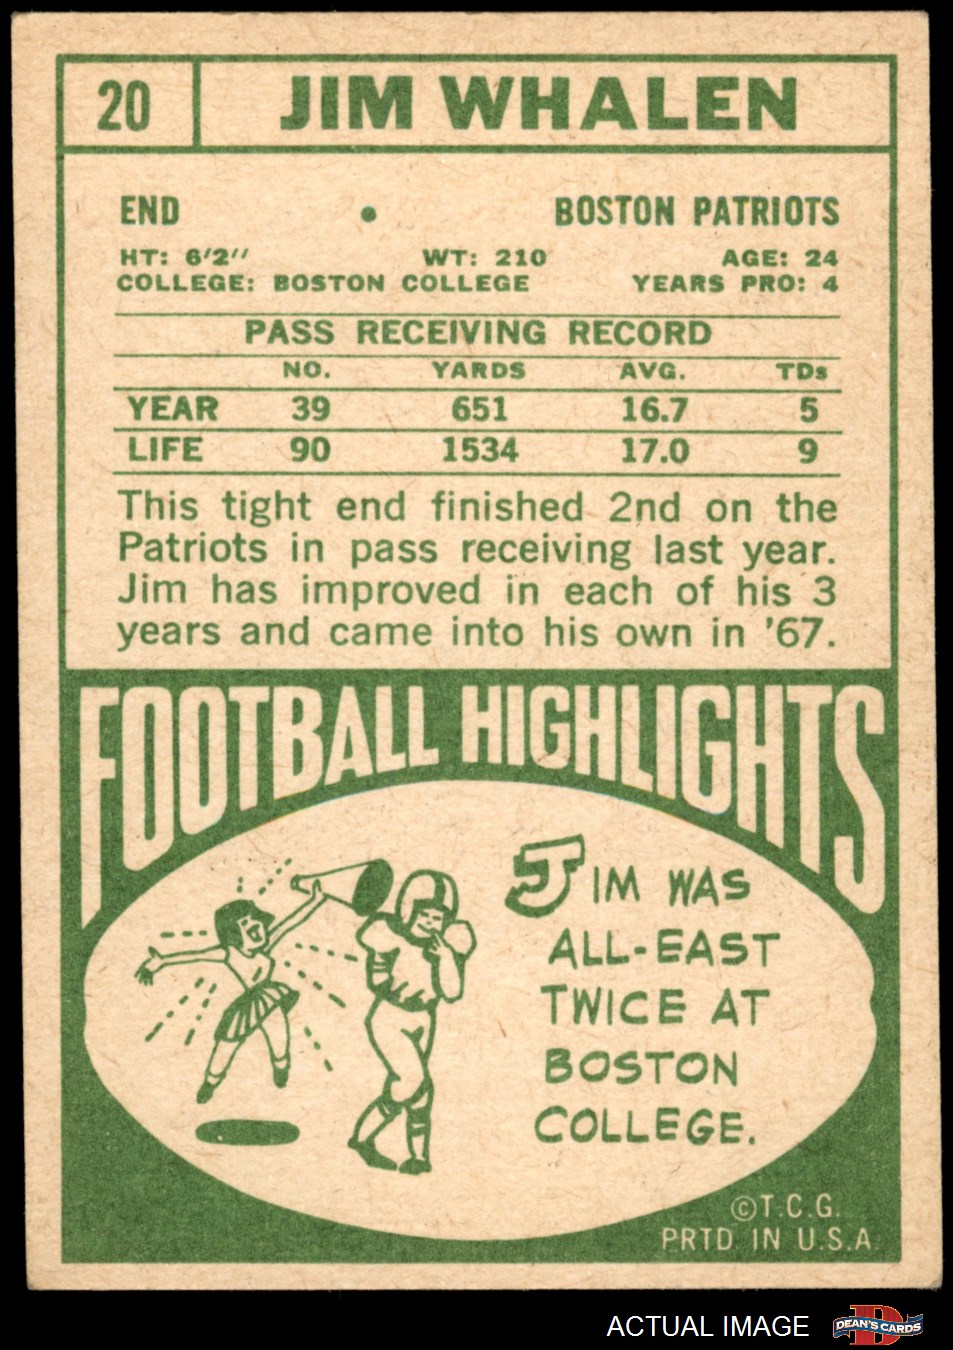 20 JIM WHALEN
END • BOSTON PATRIOTS
HT: 6'2" WT: 210 AGE: 24
COLLEGE: BOSTON COLLEGE YEARS PRO: 4
PASS RECEIVING RECORD
NO. YARDS AVG. TDs
YEAR 39 651 16.7 5
LIFE 90 1534 17.0 9
This tight end finished 2nd on the
Patriots in pass receiving last year.
Jim has improved in each of his 3
years and came into his own in '67.
FOOTBALL HIGHLIGHTS
JIM WAS
ALL-EAST
TWICE AT
BOSTON
COLLEGE.
©T.C.G.
PRTD IN U.S.A.
ACTUAL IMAGE
D
DEAN'S CARDS